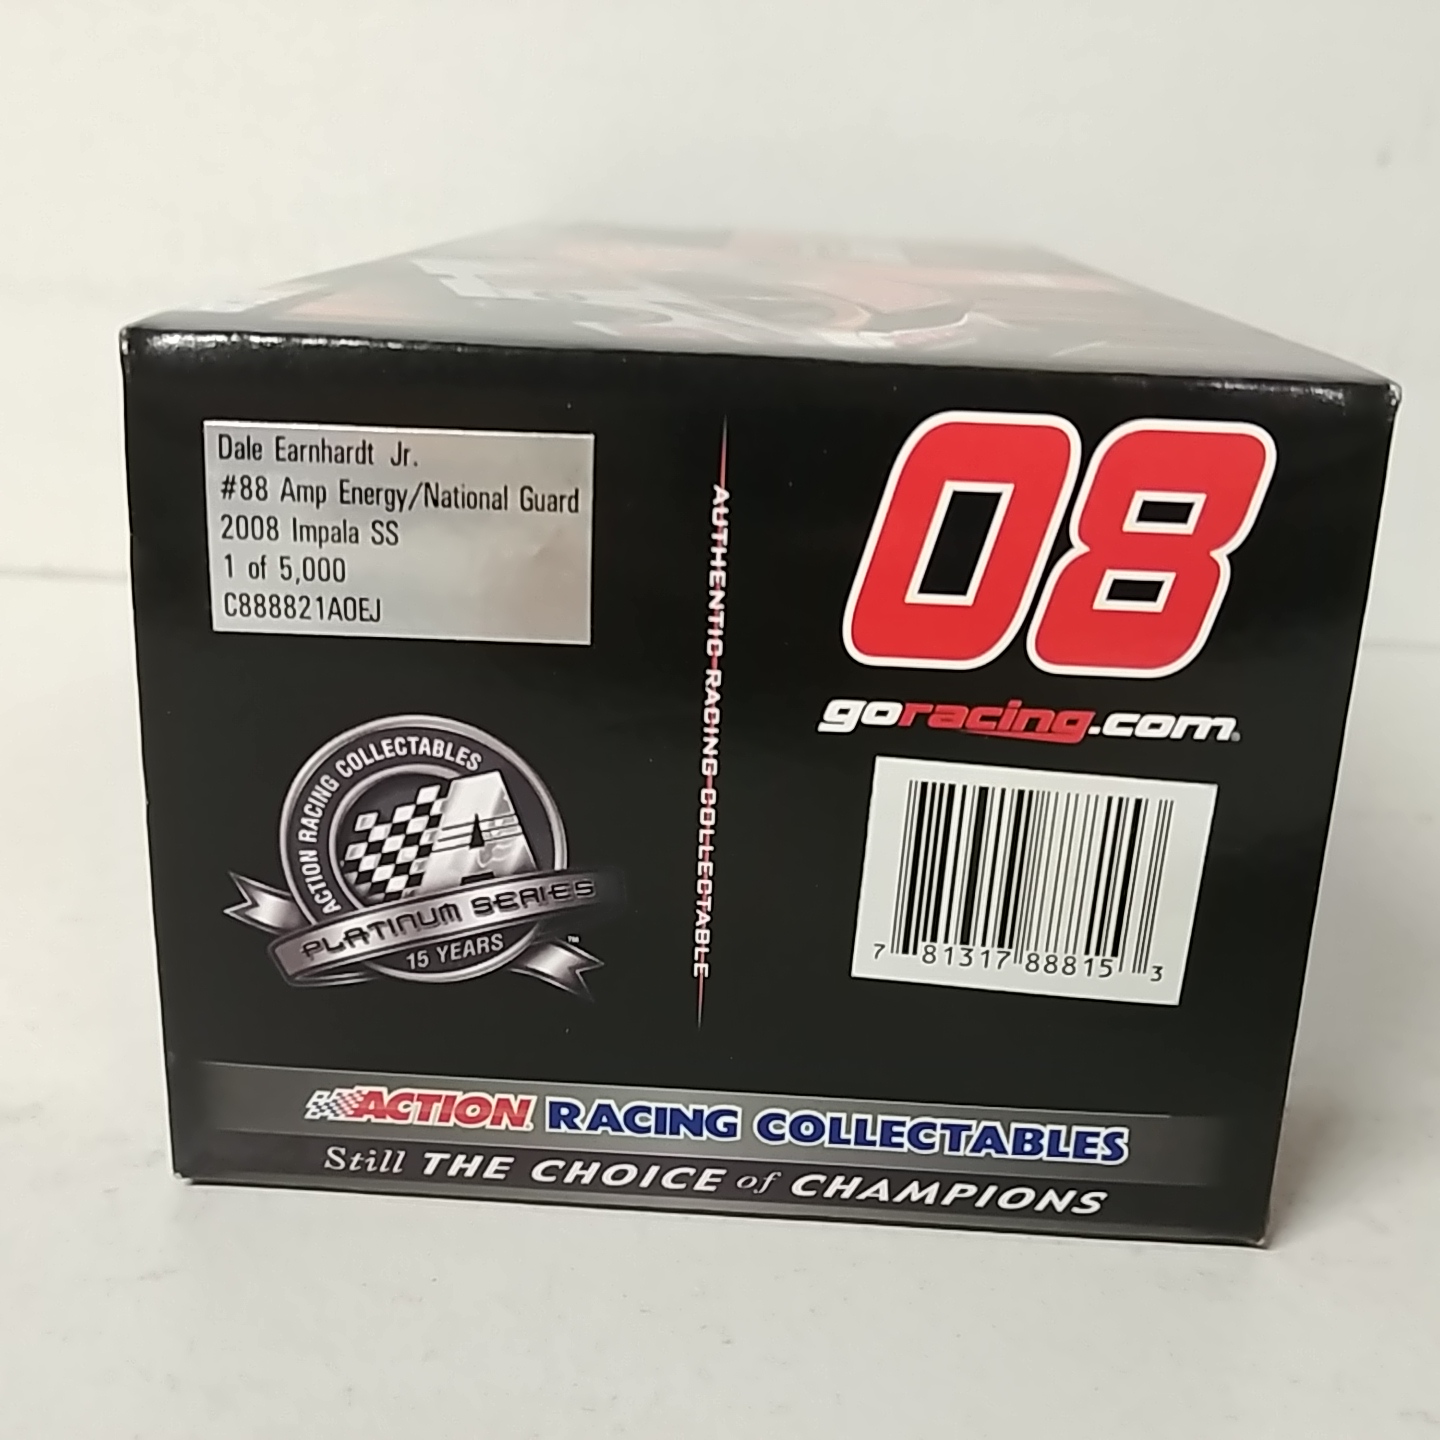 Dale Earnhardt Jr.
#88 Amp Energy/National Guard
2008 Impala SS
1 of 5,000
C888821AOEJ
ACTION RACING COLLECTABLES
A
PLATINUM SERIES
15 YEARS
TM
AUTHENTIC RACING COLLECTABLE
08
goracing.com
7 81317 88815 3
ACTION RACING COLLECTABLES
Still THE CHOICE of CHAMPIONS